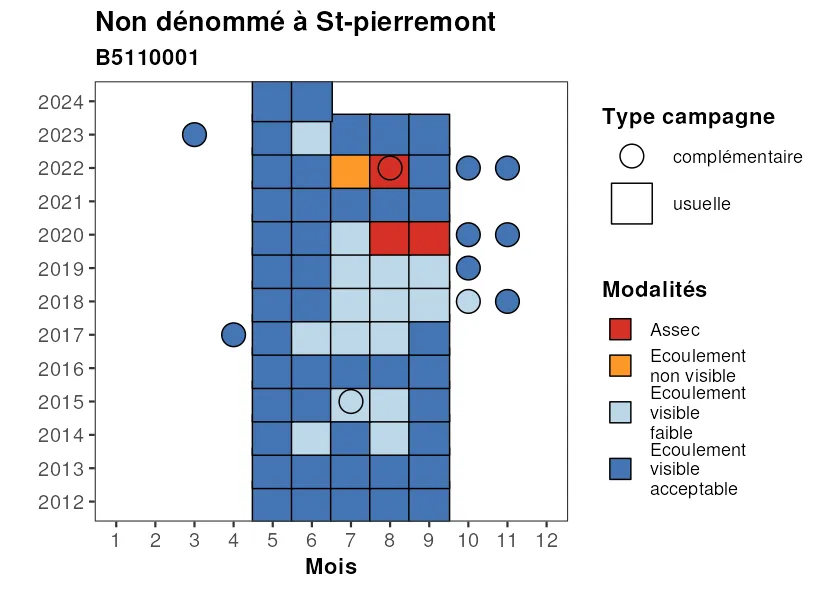 Non dénommé à St-pierremont
B5110001
2024
2023
2022
2021
2020
2019
2018
2017
2016
2015
2014
2013
2012
1 2 3 4 5 6 7 8 9 10 11 12
Mois
Type campagne
complémentaire
usuelle
Modalités
Assec
Ecoulement
non visible
Ecoulement
visible
faible
Ecoulement
visible
acceptable